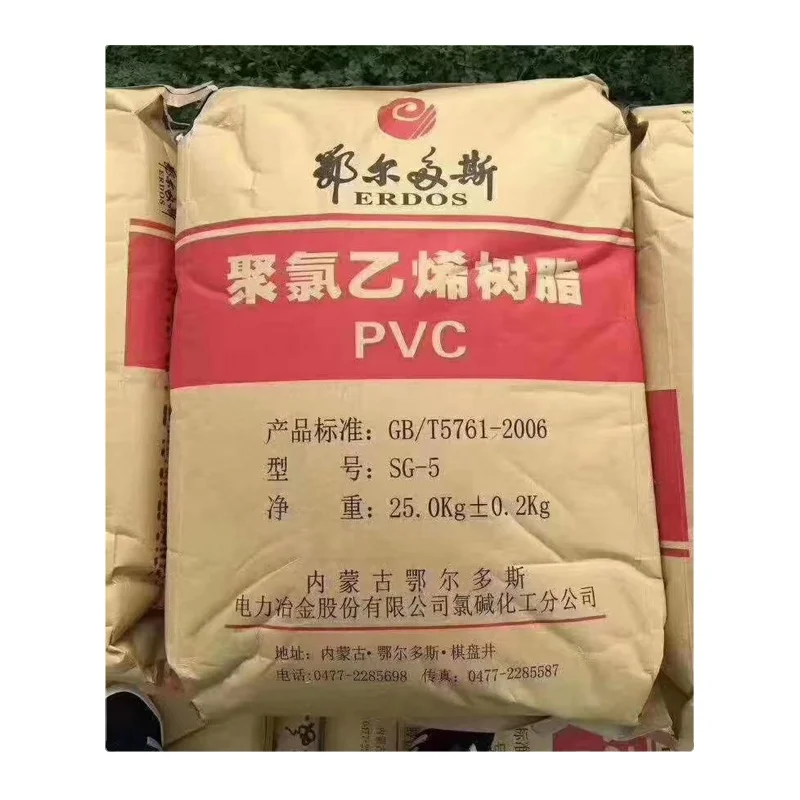 鄂尔多斯
ERDOS
聚氯乙烯树脂
PVC
产品标准：GB/T5761-2006
型 号：SG-5
净 重：25.0Kg±0.2Kg
内蒙古鄂尔多斯
电力冶金股份有限公司氯碱化工分公司
地址：内蒙古·鄂尔多斯·棋盘井
电话:0477-2285698 传真：0477-2285587
ERDOS